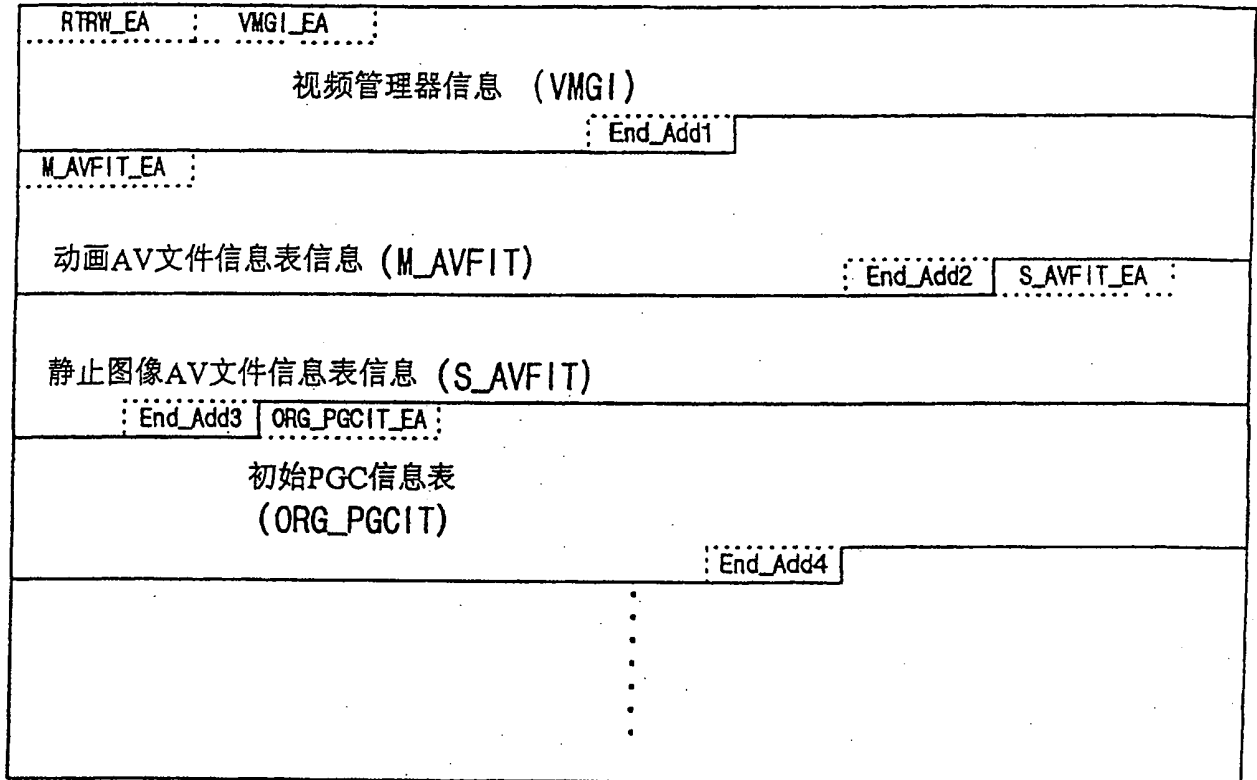 RTRW_EA VMGI_EA
视频管理器信息 (VMGI)
End_Add1
M_AVFIT_EA
动画AV文件信息表信息 (M_AVFIT)
End_Add2 S_AVFIT_EA
静止图像AV文件信息表信息 (S_AVFIT)
End_Add3 ORG_PGCIT_EA
初始PGC信息表
(ORG_PGCIT)
End_Add4